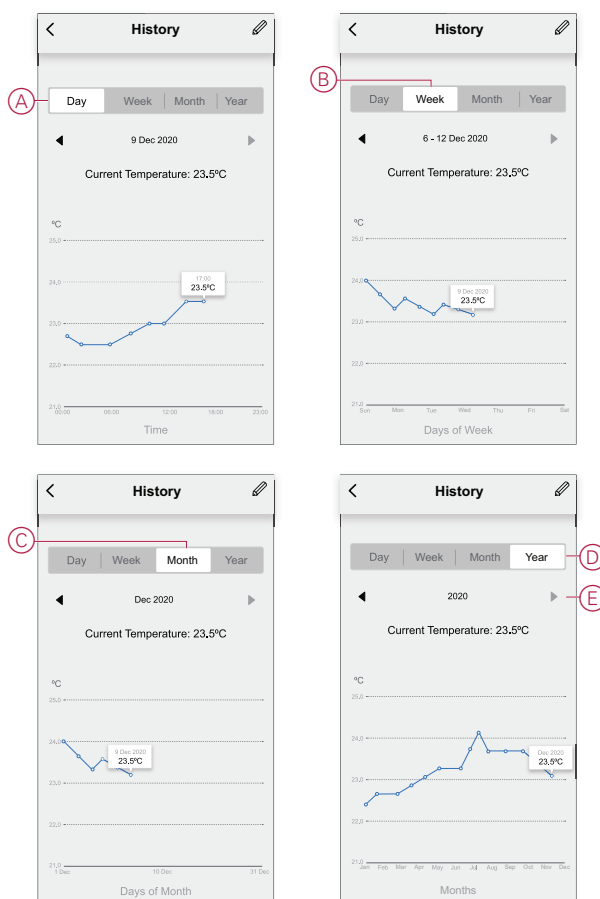 History
A
Day Week Month Year
9 Dec 2020
Current Temperature: 23.5ºC
ºC
25,0
24,0
17:00
23.5ºC
23,0
22,0
21,0
00:00 06:00 12:00 18:00 23:00
Time
History
B
Day Week Month Year
6 - 12 Dec 2020
Current Temperature: 23.5ºC
ºC
25,0
24,0
9 Dec 2020
23.5ºC
23,0
22,0
21,0
Sun Mon Tue Wed Thu Fri Sat
Days of Week
History
C
Day Week Month Year
Dec 2020
Current Temperature: 23.5ºC
ºC
25,0
24,0
9 Dec 2020
23.5ºC
23,0
22,0
21,0
1 Dec 10 Dec 31 Dec
Days of Month
History
Day Week Month Year
D
2020
E
Current Temperature: 23.5ºC
ºC
25,0
24,0
Dec 2020
23.5ºC
23,0
22,0
21,0
Jan Feb Mar Apr May Jun Jul Aug Sep Oct Nov Dec
Months